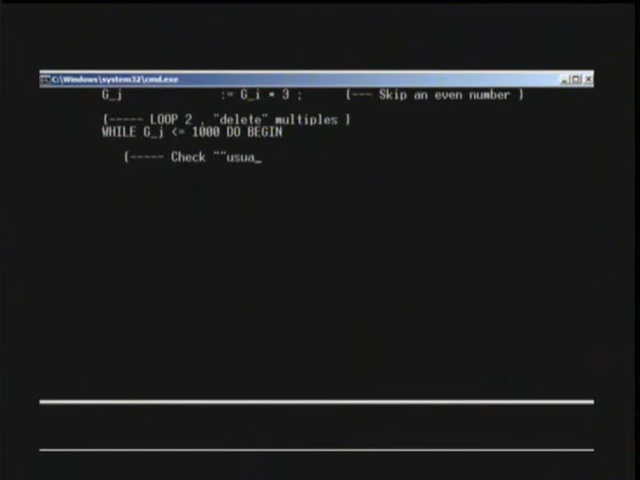 C:\Windows\system32\cmd.exe
G_j := G_i * 3 ; {--- Skip an even number }
{----- LOOP 2 , "delete" multiples }
WHILE G_j <= 1000 DO BEGIN
{----- Check ""usua_